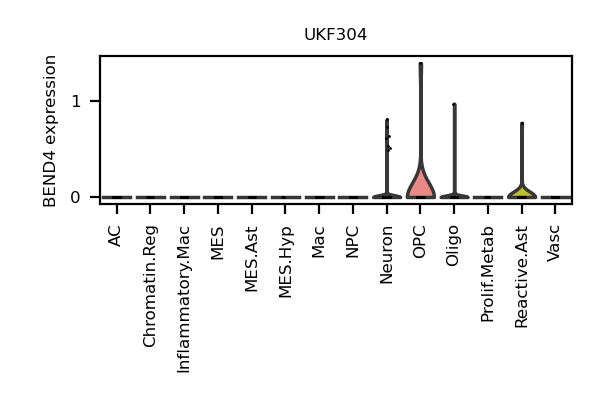 UKF304
BEND4 expression
1
0
AC
Chromatin.Reg
Inflammatory.Mac
MES
MES.Ast
MES.Hyp
Mac
NPC
Neuron
OPC
Oligo
Prolif.Metab
Reactive.Ast
Vasc